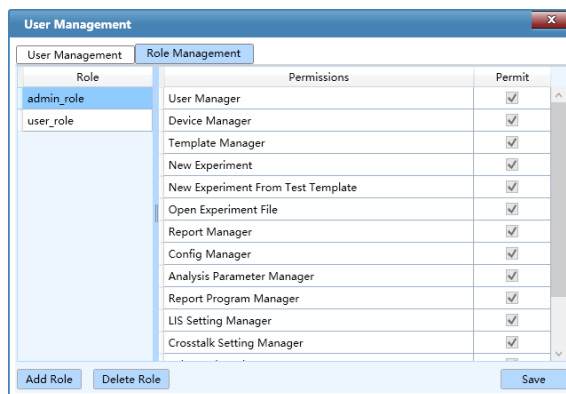 User Management
x
User Management Role Management
Role Permissions Permit
admin_role User Manager
user_role Device Manager
Template Manager
New Experiment
New Experiment From Test Template
Open Experiment File
Report Manager
Config Manager
Analysis Parameter Manager
Report Program Manager
LIS Setting Manager
Crosstalk Setting Manager
Add Role Delete Role Save